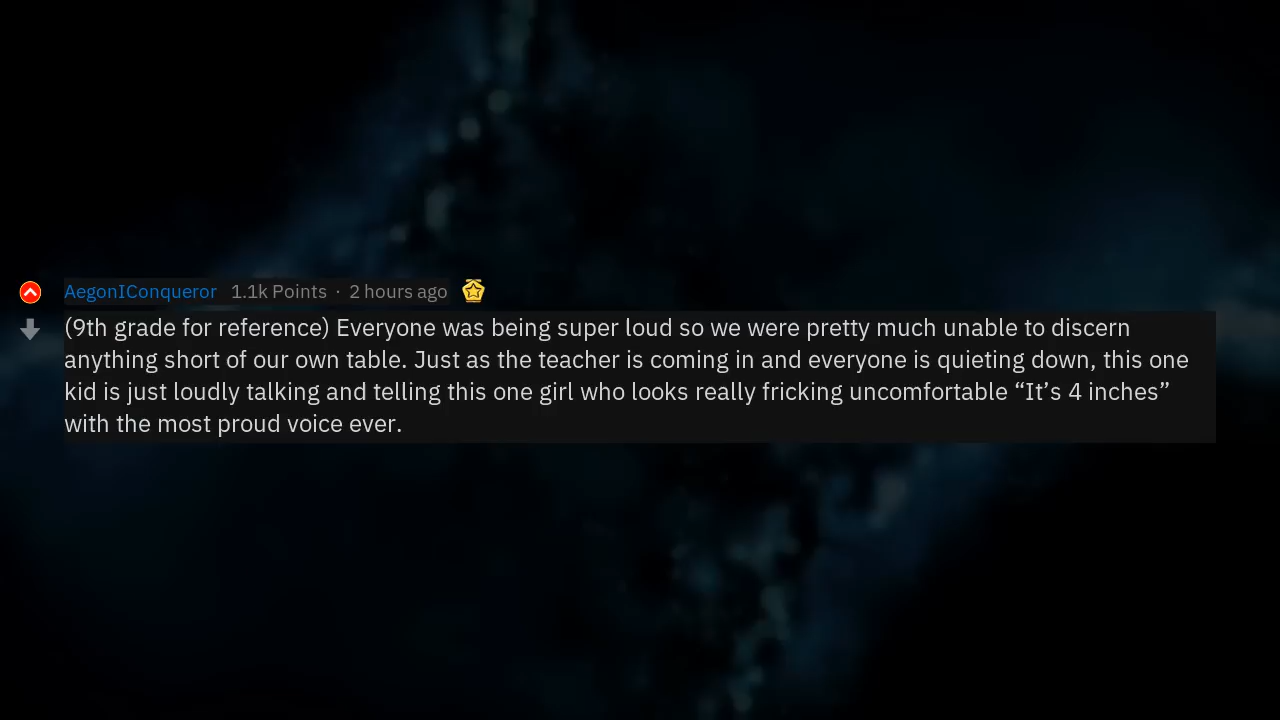 AegonIConqueror 1.1k Points · 2 hours ago
(9th grade for reference) Everyone was being super loud so we were pretty much unable to discern
anything short of our own table. Just as the teacher is coming in and everyone is quieting down, this one
kid is just loudly talking and telling this one girl who looks really fricking uncomfortable “It’s 4 inches”
with the most proud voice ever.